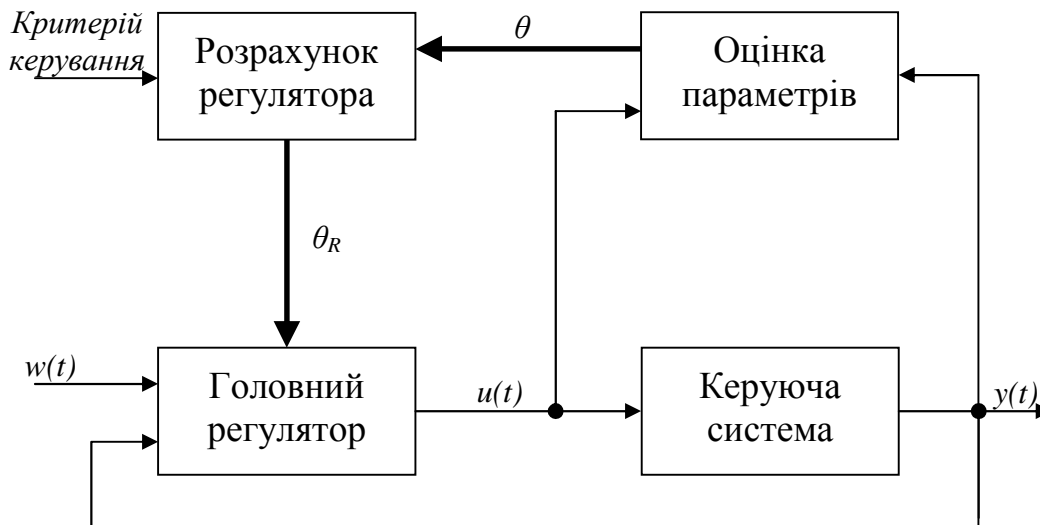 Критерій
керування
Розрахунок
регулятора
θ
Оцінка
параметрів
θR
w(t)
Головний
регулятор
u(t)
Керуюча
система
y(t)